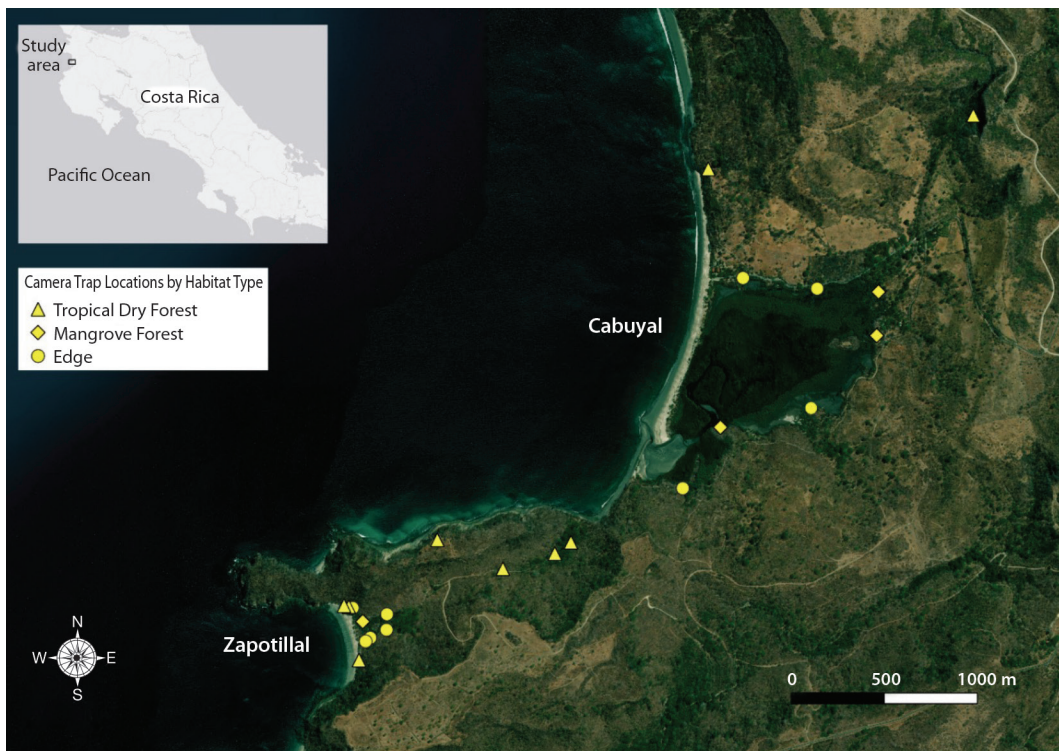 Study
area
Costa Rica
Pacific Ocean
Camera Trap Locations by Habitat Type
Tropical Dry Forest
Mangrove Forest
Edge
Cabuyal
Zapotillal
N
W E
S
0 500 1000 m